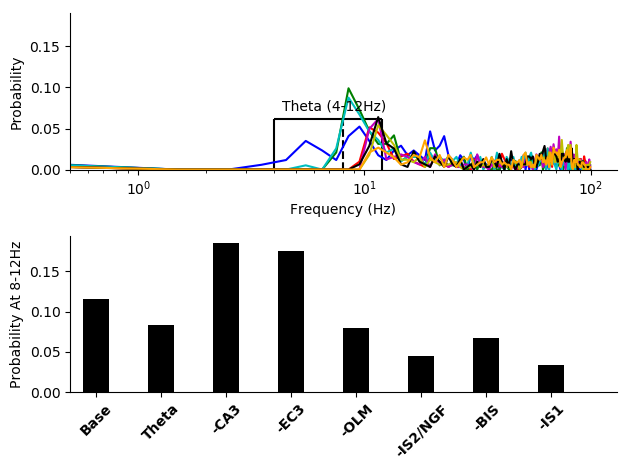 0.15
0.10
0.05
0.00
Probability
Theta (4-12Hz)
10⁰
10¹
10²
Frequency (Hz)
0.15
0.10
0.05
0.00
Probability At 8-12Hz
Base
Theta
-CA3
-EC3
-OLM
-IS2/NGF
-BIS
-IS1